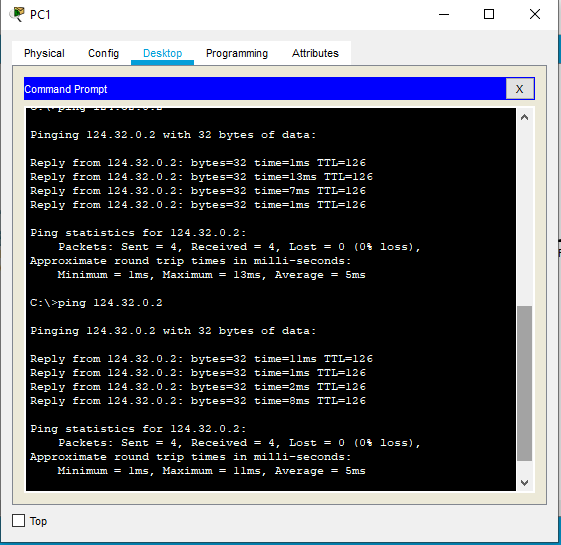 PC1
Physical Config Desktop Programming Attributes
Command Prompt
X
C:\>ping 124.32.0.2
Pinging 124.32.0.2 with 32 bytes of data:
Reply from 124.32.0.2: bytes=32 time=1ms TTL=126
Reply from 124.32.0.2: bytes=32 time=13ms TTL=126
Reply from 124.32.0.2: bytes=32 time=7ms TTL=126
Reply from 124.32.0.2: bytes=32 time=1ms TTL=126
Ping statistics for 124.32.0.2:
Packets: Sent = 4, Received = 4, Lost = 0 (0% loss),
Approximate round trip times in milli-seconds:
Minimum = 1ms, Maximum = 13ms, Average = 5ms
C:\>ping 124.32.0.2
Pinging 124.32.0.2 with 32 bytes of data:
Reply from 124.32.0.2: bytes=32 time=11ms TTL=126
Reply from 124.32.0.2: bytes=32 time=1ms TTL=126
Reply from 124.32.0.2: bytes=32 time=2ms TTL=126
Reply from 124.32.0.2: bytes=32 time=8ms TTL=126
Ping statistics for 124.32.0.2:
Packets: Sent = 4, Received = 4, Lost = 0 (0% loss),
Approximate round trip times in milli-seconds:
Minimum = 1ms, Maximum = 11ms, Average = 5ms
Top